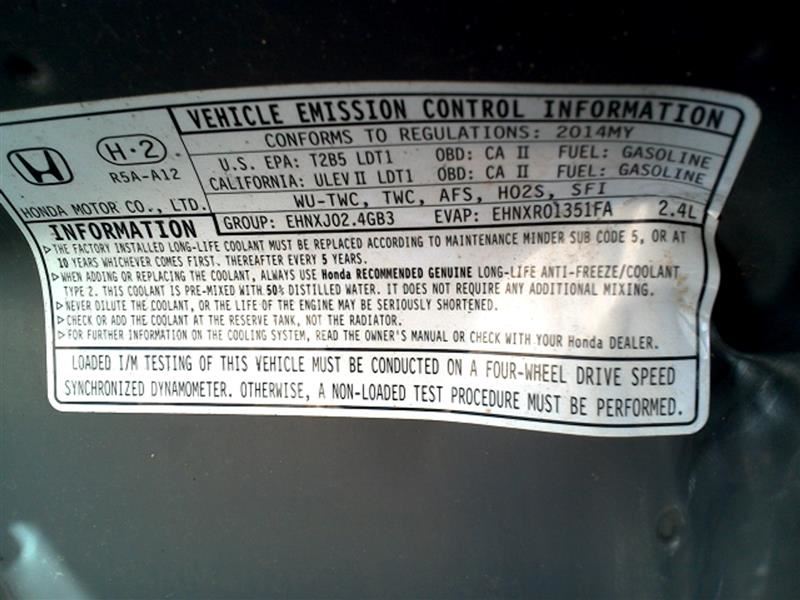 VEHICLE EMISSION CONTROL INFORMATION
CONFORMS TO REGULATIONS: 2014MY
H·2
R5A-A12
HONDA MOTOR CO., LTD.
U.S. EPA: T2B5 LDT1 OBD: CA II FUEL: GASOLINE
CALIFORNIA: ULEV II LDT1 OBD: CA II FUEL: GASOLINE
WU-TWC, TWC, AFS, HO2S, SFI
GROUP: EHNXJ02.4GB3 EVAP: EHNXR01351FA 2.4L
INFORMATION
▷THE FACTORY INSTALLED LONG-LIFE COOLANT MUST BE REPLACED ACCORDING TO MAINTENANCE MINDER SUB CODE 5, OR AT
10 YEARS WHICHEVER COMES FIRST. THEREAFTER EVERY 5 YEARS.
▷WHEN ADDING OR REPLACING THE COOLANT, ALWAYS USE Honda RECOMMENDED GENUINE LONG-LIFE ANTI-FREEZE/COOLANT
TYPE 2. THIS COOLANT IS PRE-MIXED WITH 50% DISTILLED WATER. IT DOES NOT REQUIRE ANY ADDITIONAL MIXING.
▷NEVER DILUTE THE COOLANT, OR THE LIFE OF THE ENGINE MAY BE SERIOUSLY SHORTENED.
▷CHECK OR ADD THE COOLANT AT THE RESERVE TANK, NOT THE RADIATOR.
▷FOR FURTHER INFORMATION ON THE COOLING SYSTEM, READ THE OWNER'S MANUAL OR CHECK WITH YOUR Honda DEALER.
LOADED I/M TESTING OF THIS VEHICLE MUST BE CONDUCTED ON A FOUR-WHEEL DRIVE SPEED
SYNCHRONIZED DYNAMOMETER. OTHERWISE, A NON-LOADED TEST PROCEDURE MUST BE PERFORMED.